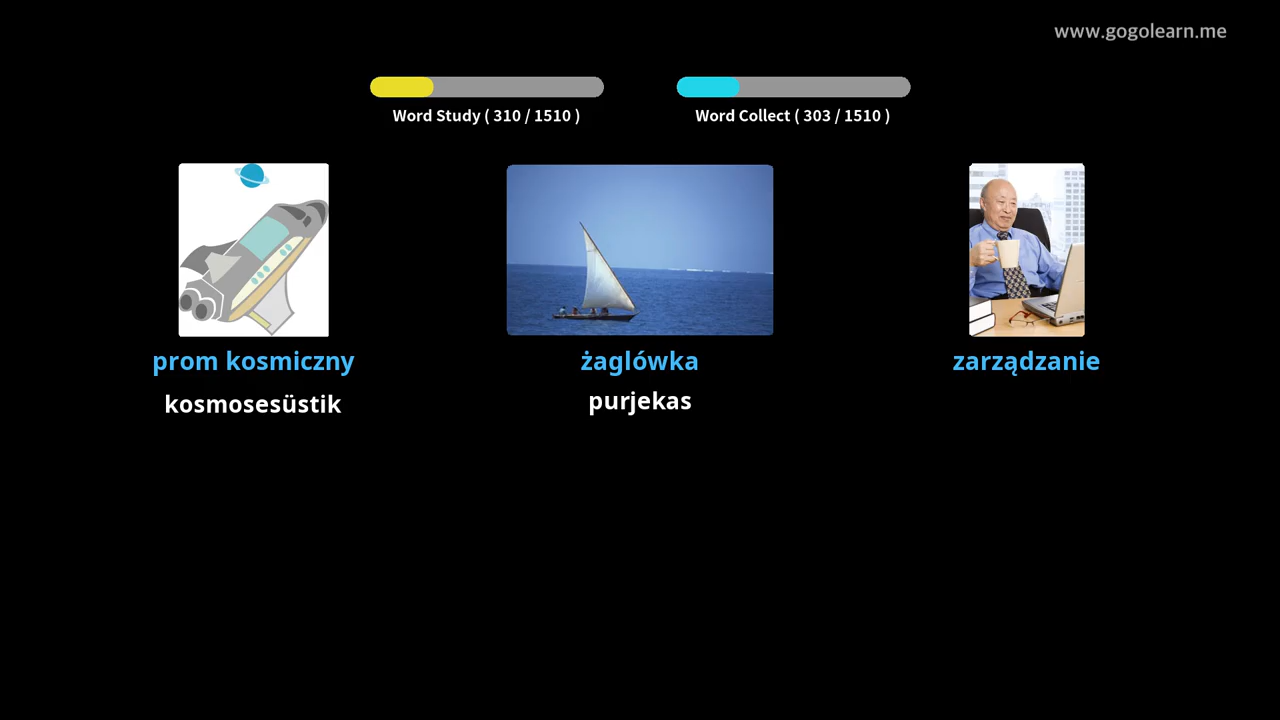 www.gogolearn.me
Word Study ( 310 / 1510 )
Word Collect ( 303 / 1510 )
prom kosmiczny
kosmosesüstik
żaglówka
purjekas
zarządzanie